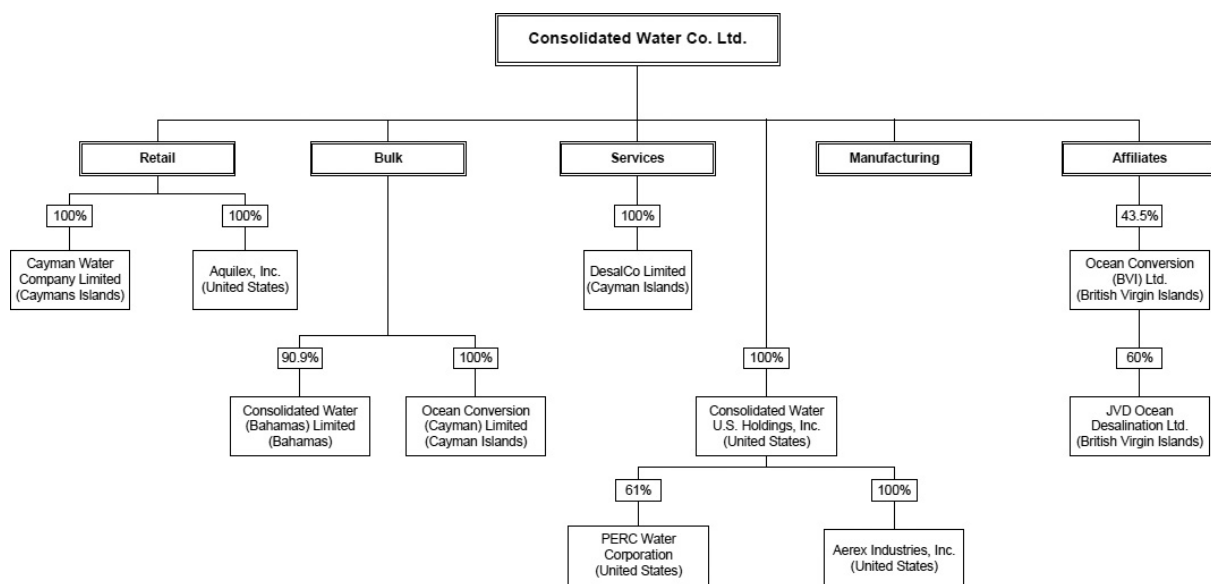 Consolidated Water Co. Ltd.
Retail
Bulk
Services
Manufacturing
Affiliates
100%
100%
100%
43.5%
Cayman Water
Company Limited
(Caymans Islands)
Aquilex, Inc.
(United States)
DesalCo Limited
(Cayman Islands)
Ocean Conversion
(BVI) Ltd.
(British Virgin Islands)
90.9%
100%
100%
60%
Consolidated Water
(Bahamas) Limited
(Bahamas)
Ocean Conversion
(Cayman) Limited
(Cayman Islands)
Consolidated Water
U.S. Holdings, Inc.
(United States)
JVD Ocean
Desalination Ltd.
(British Virgin Islands)
61%
100%
PERC Water
Corporation
(United States)
Aerex Industries, Inc.
(United States)